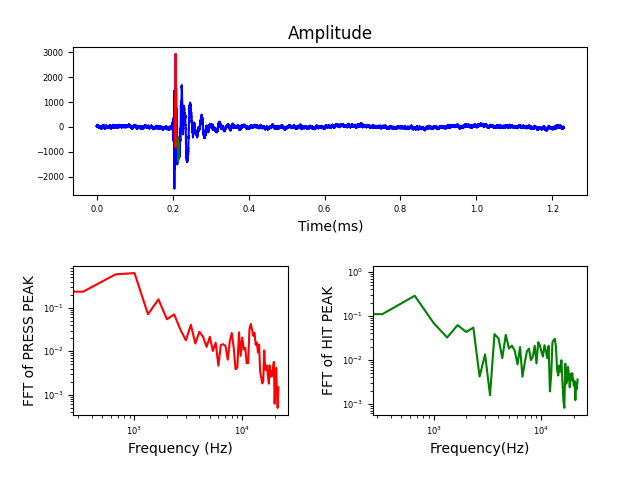 Amplitude
3000
2000
1000
0
−1000
−2000
0.0 0.2 0.4 0.6 0.8 1.0 1.2
Time(ms)
FFT of PRESS PEAK
10⁻¹
10⁻²
10⁻³
10³ 10⁴
Frequency (Hz)
FFT of HIT PEAK
10⁰
10⁻¹
10⁻²
10⁻³
10³ 10⁴
Frequency(Hz)